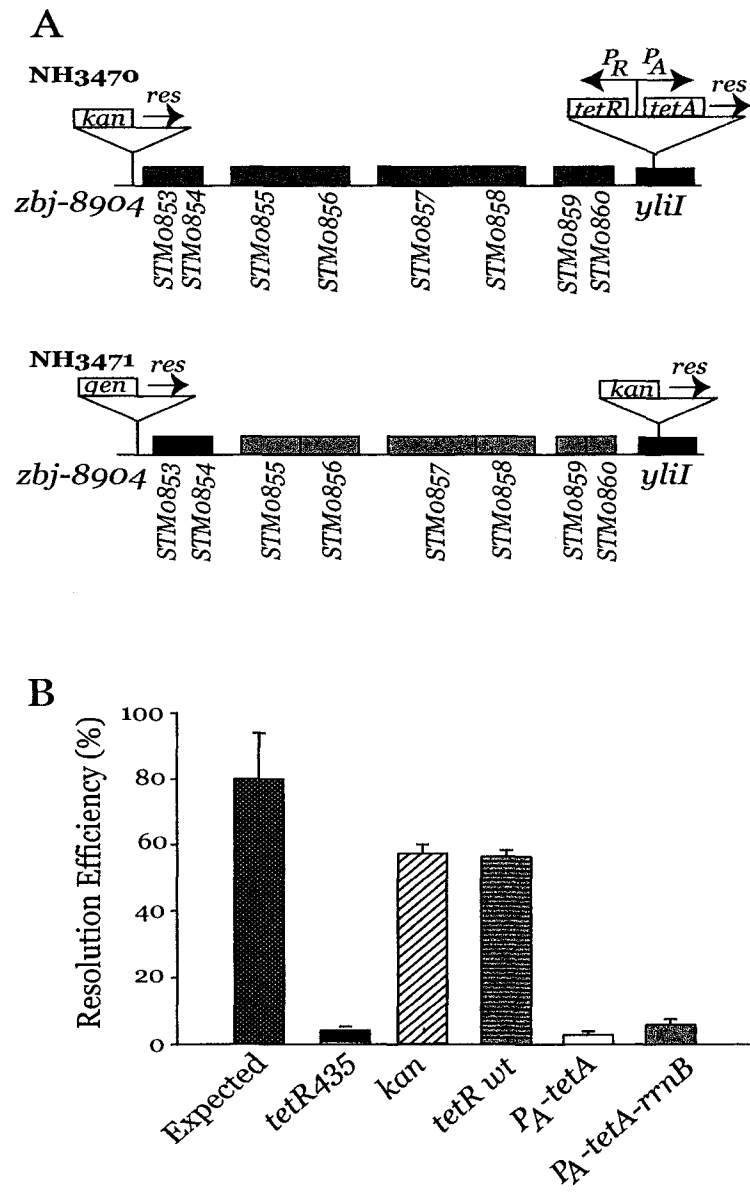 A
NH3470
P_R P_A
kan res
tetR tetA res
zbj-8904
STM0853
STM0854
STM0855
STM0856
STM0857
STM0858
STM0859
STM0860
yliI
NH3471
gen res
kan res
zbj-8904
STM0853
STM0854
STM0855
STM0856
STM0857
STM0858
STM0859
STM0860
yliI
B
Resolution Efficiency (%)
100
80
60
40
20
0
Expected
tetR435
kan
tetR wt
P_A-tetA
P_A-tetA-rrnB